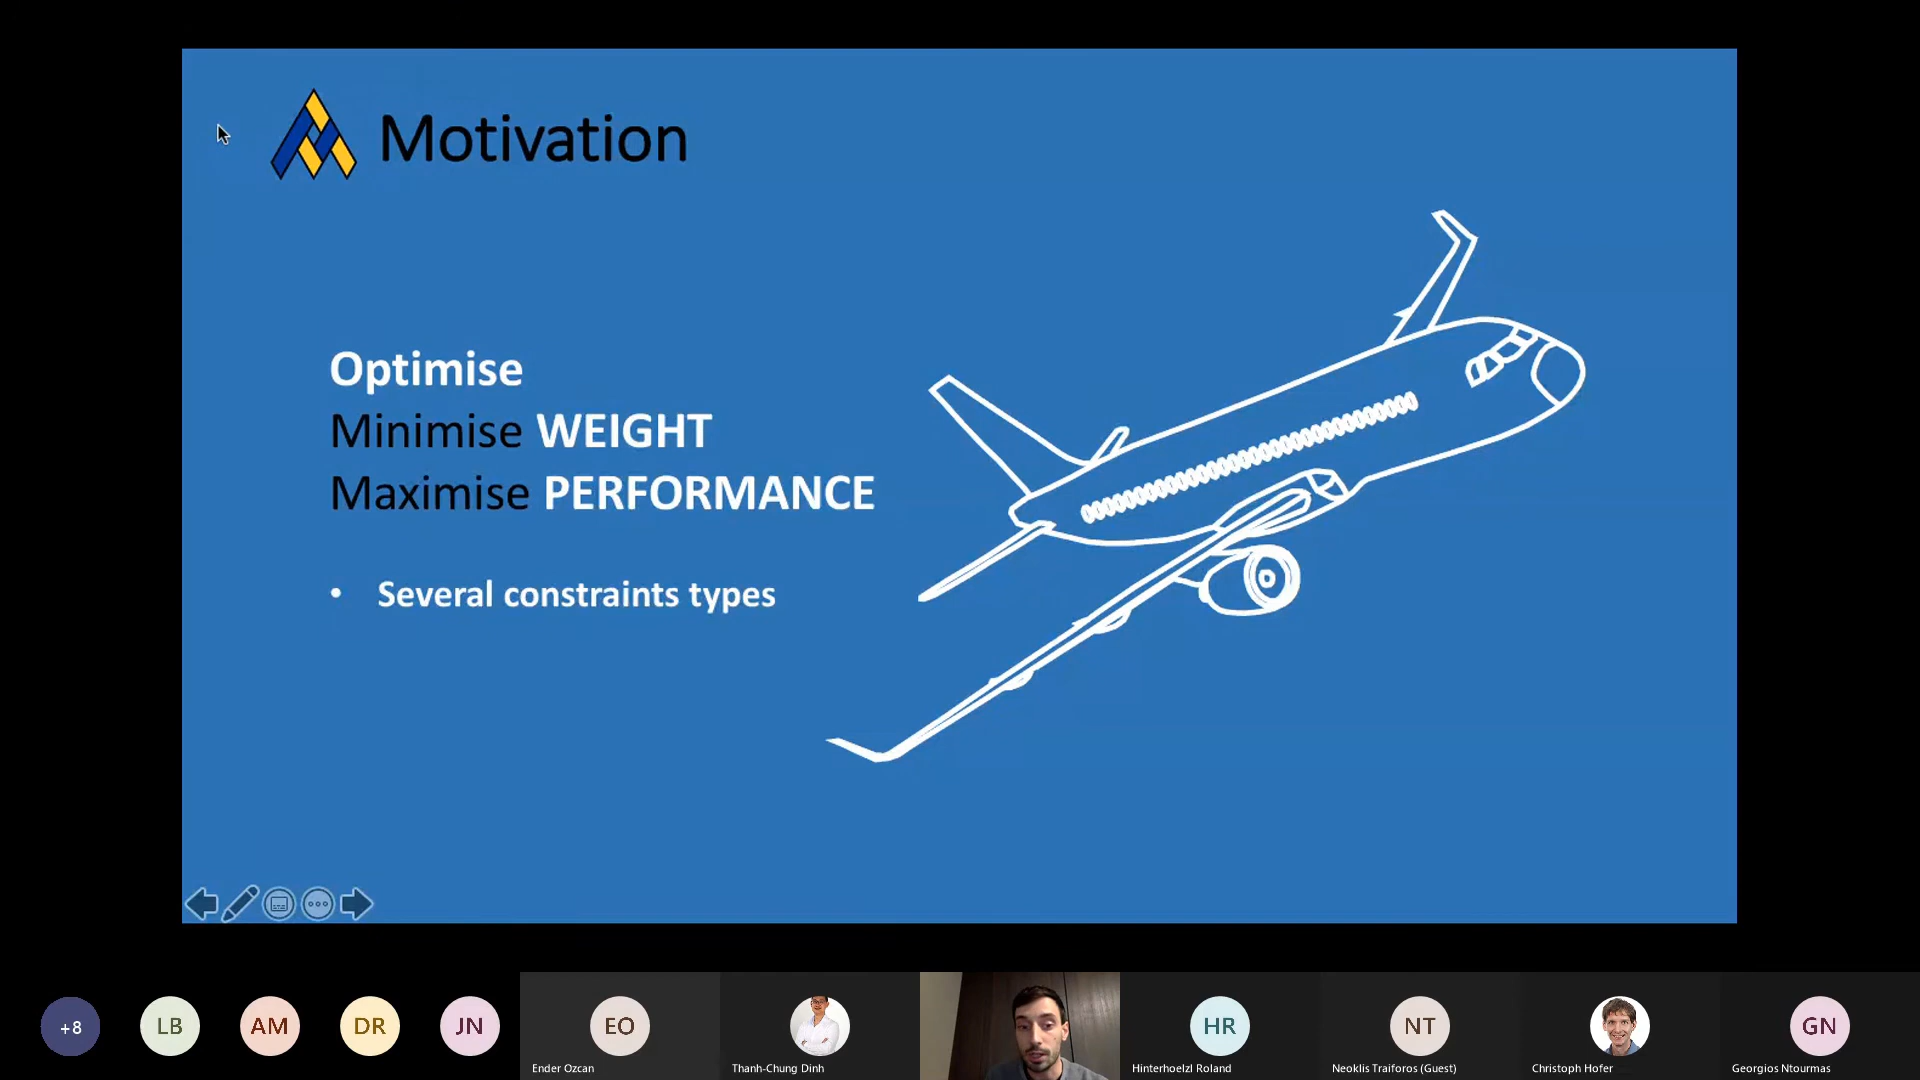 Motivation
Optimise
Minimise WEIGHT
Maximise PERFORMANCE
• Several constraints types
+8
LB
AM
DR
JN
EO
HR
NT
GN
Ender Ozcan
Thanh-Chung Dinh
Hinterhoelzl Roland
Neoklis Traiforos (Guest)
Christoph Hofer
Georgios Ntourmas